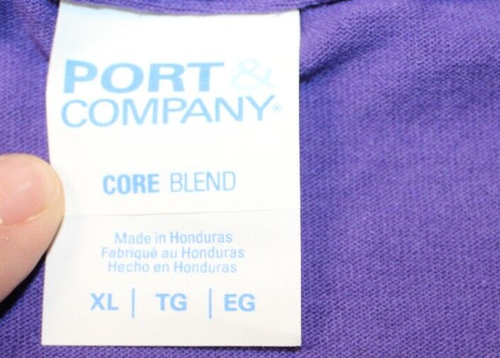 PORT &
COMPANY®
CORE BLEND
Made in Honduras
Fabriqué au Honduras
Hecho en Honduras
XL | TG | EG